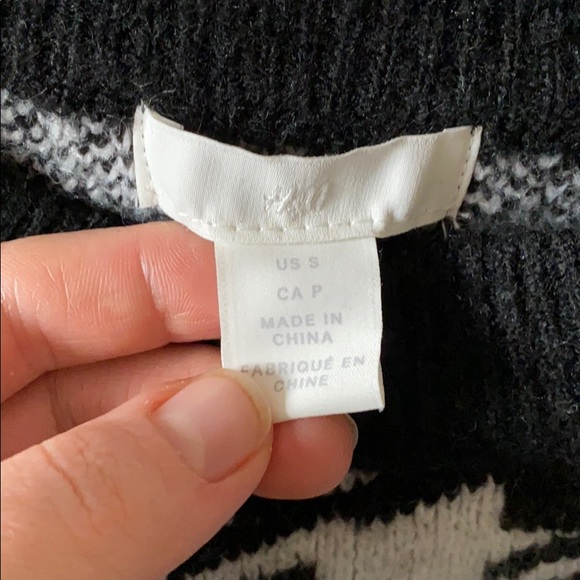 H&M
US S
CA P
MADE IN
CHINA
FABRIQUÉ EN
CHINE